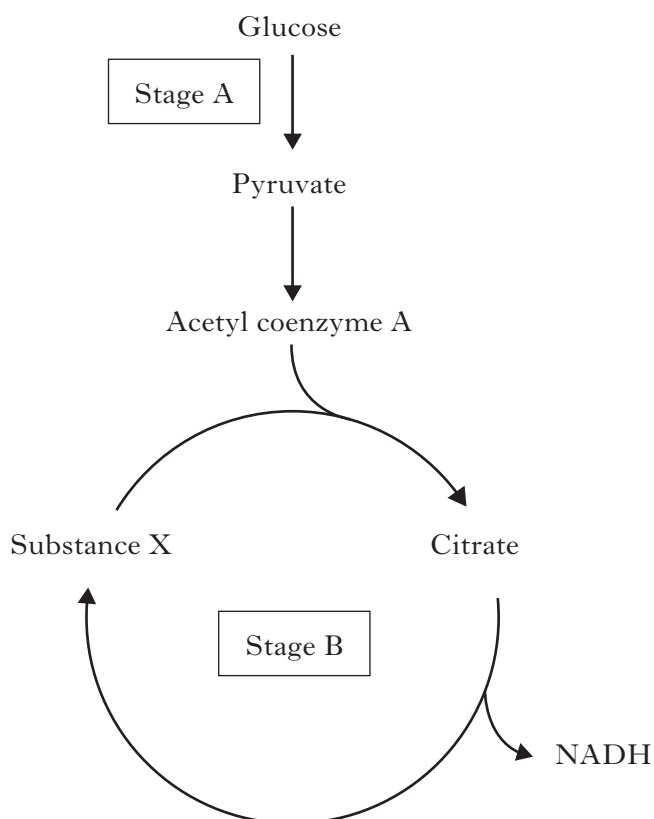 Glucose
Stage A
Pyruvate
Acetyl coenzyme A
Substance X
Citrate
Stage B
NADH